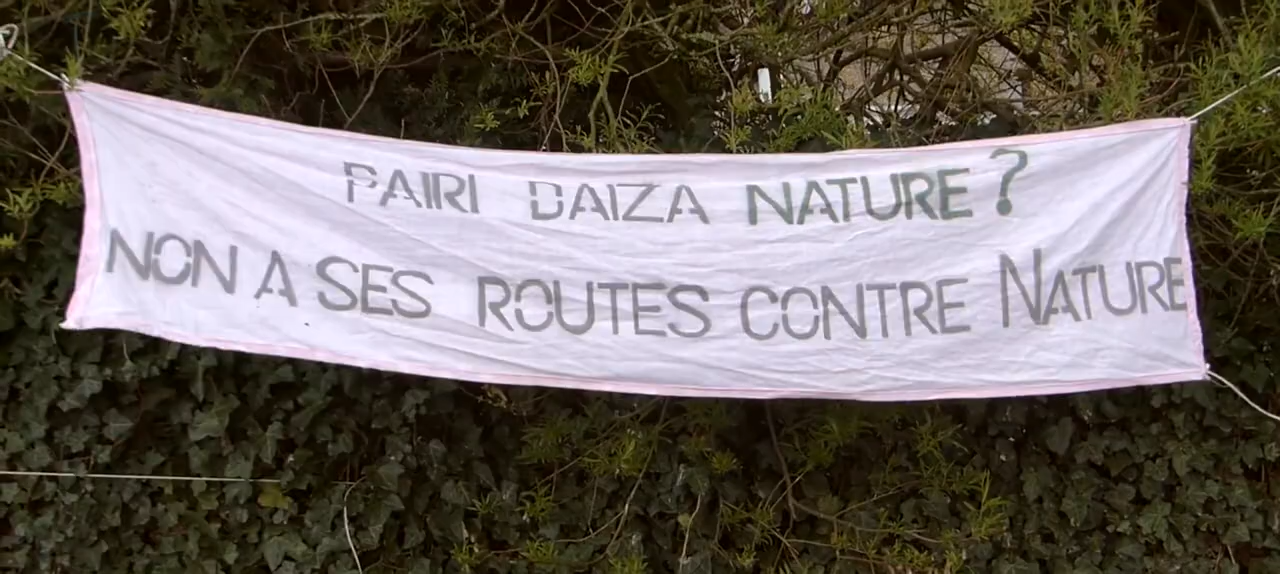 PAIRI DAIZA NATURE ?
NON A SES ROUTES CONTRE NATURE